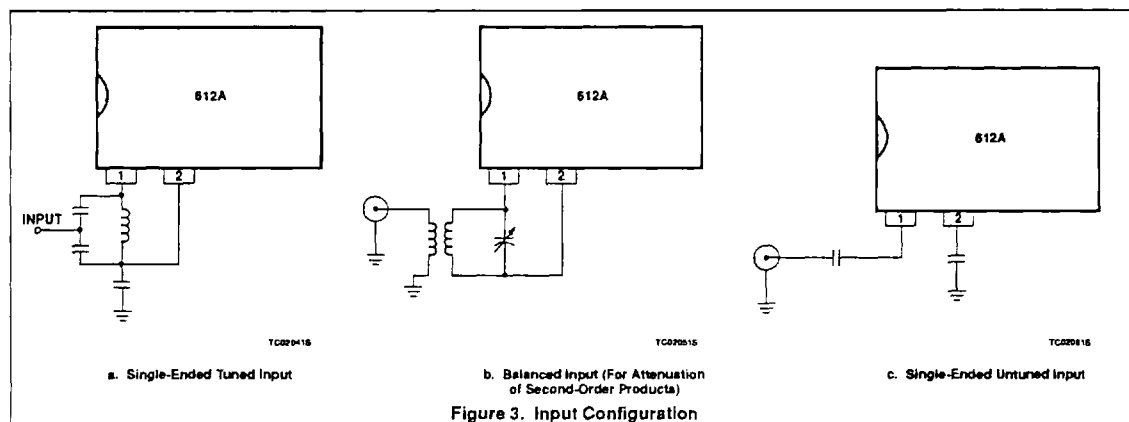 612A
1 2
INPUT
TC02041S
a. Single-Ended Tuned Input
612A
1 2
TC02051S
b. Balanced Input (For Attenuation
of Second-Order Products)
612A
1 2
TC02061S
c. Single-Ended Untuned Input
Figure 3. Input Configuration